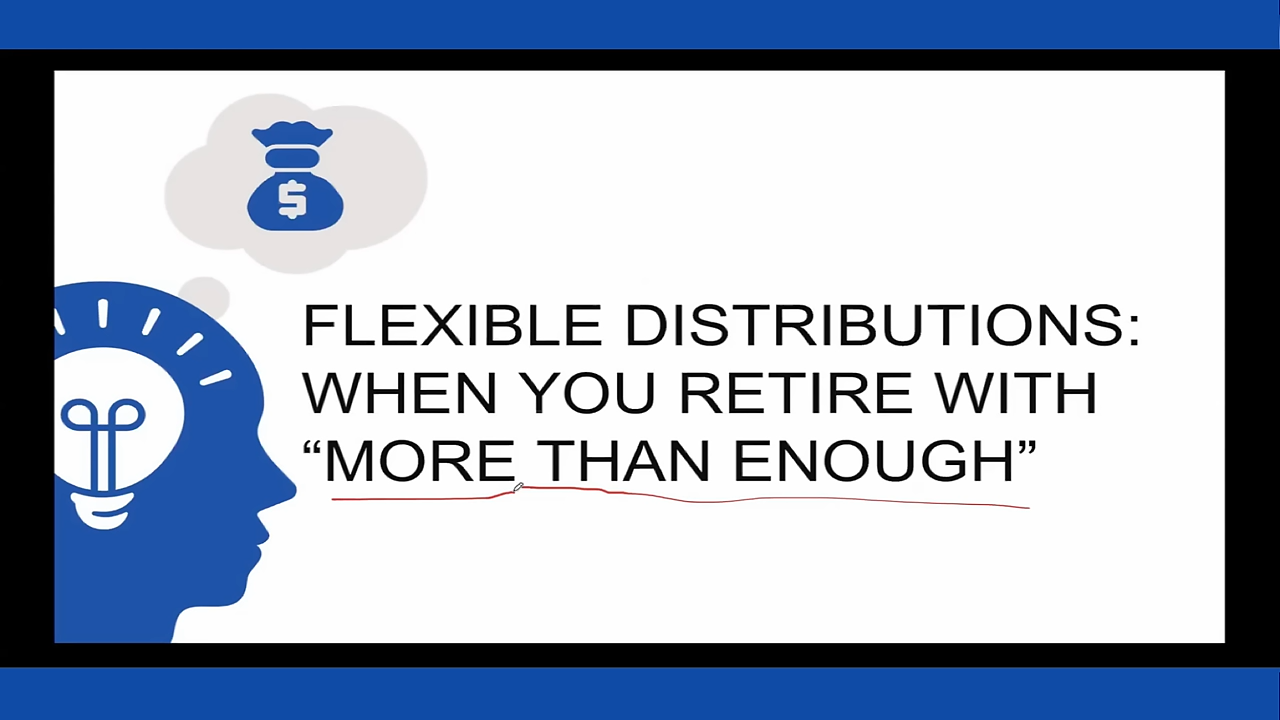 $
FLEXIBLE DISTRIBUTIONS:
WHEN YOU RETIRE WITH
“MORE THAN ENOUGH”